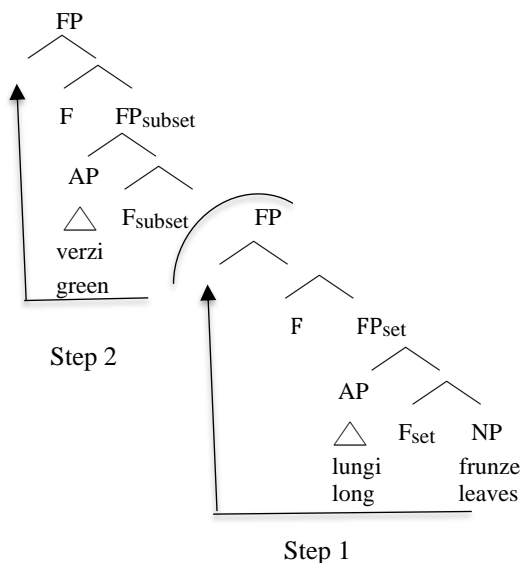 FP
F FPsubset
AP
Fsubset FP
verzi
green
F FPset
Step 2
AP
Fset NP
lungi frunze
long leaves
Step 1